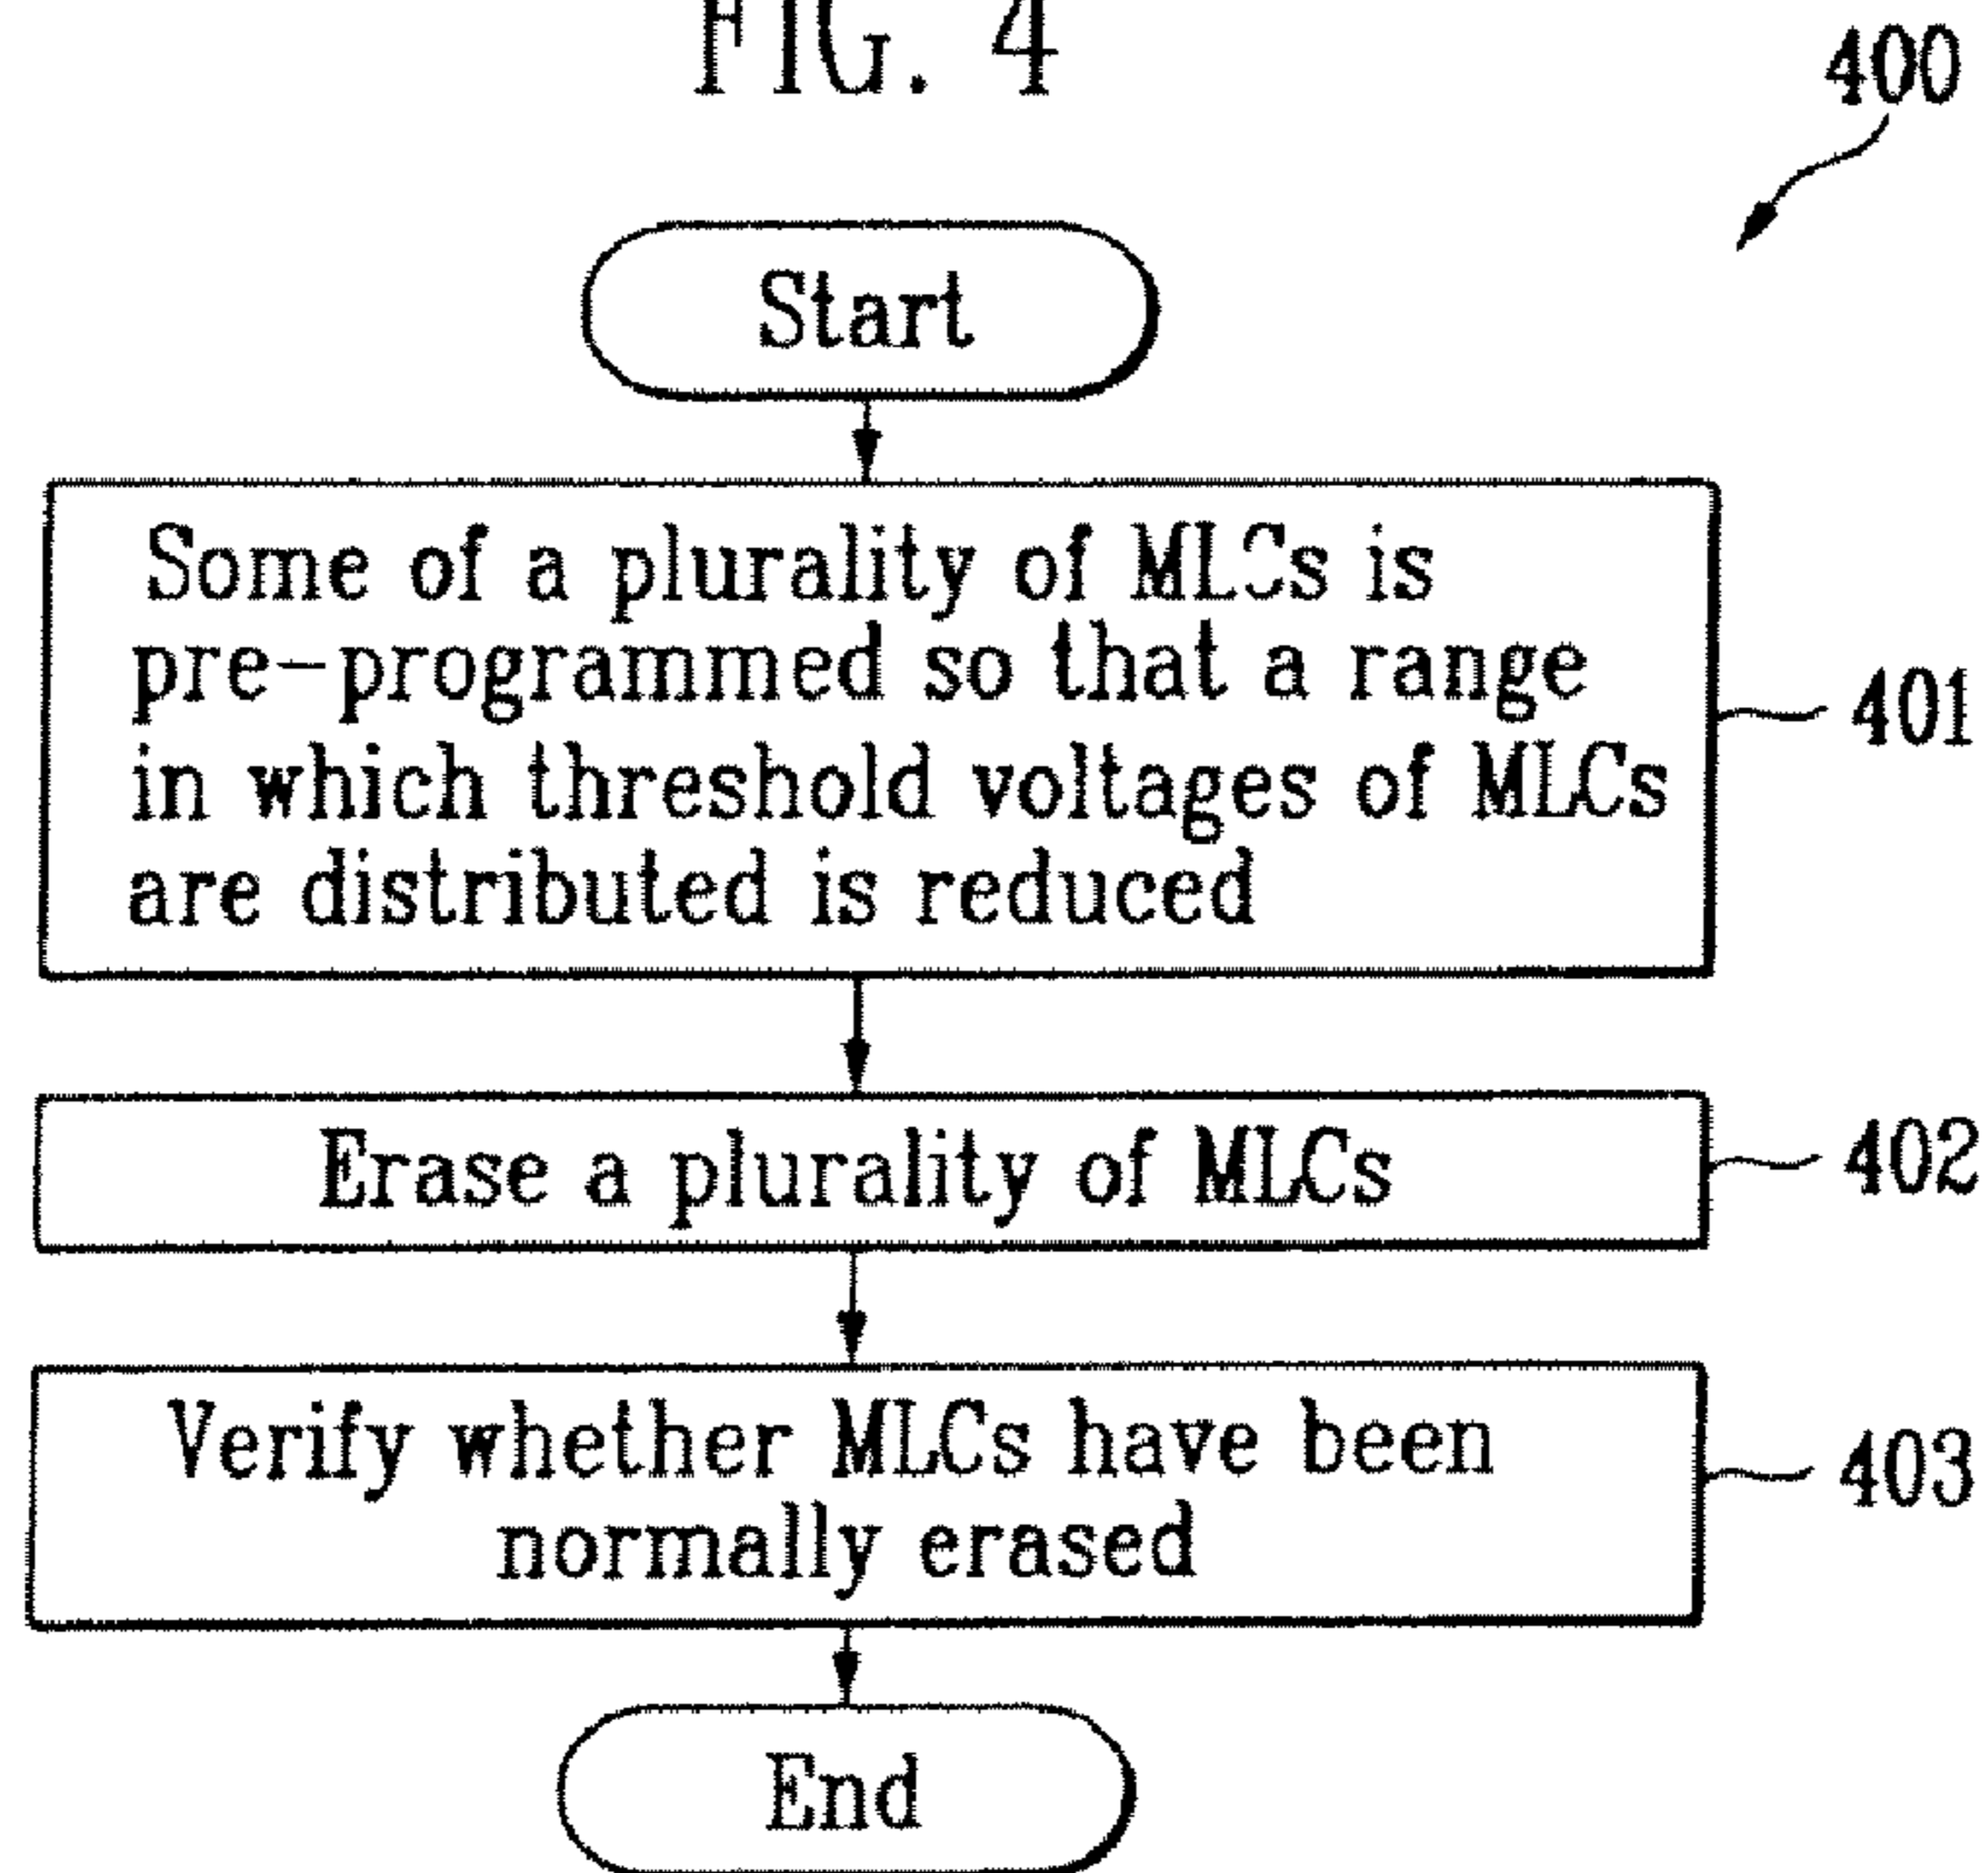 FIG. 4
400
Start
Some of a plurality of MLCs is
pre-programmed so that a range
in which threshold voltages of MLCs
are distributed is reduced
401
Erase a plurality of MLCs
402
Verify whether MLCs have been
normally erased
403
End